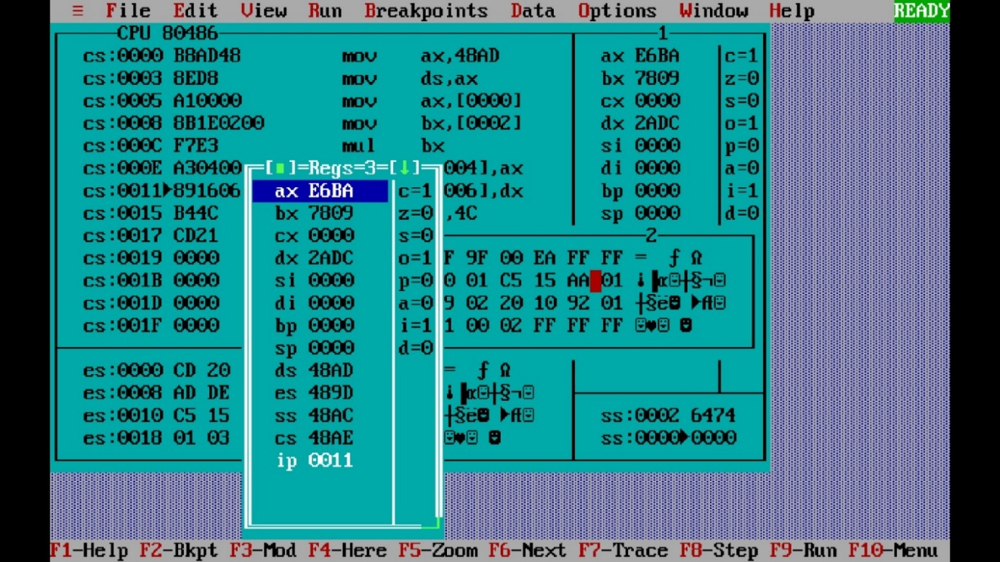 ≡ File Edit View Run Breakpoints Data Options Window Help READY
CPU 80486 1
cs:0000 B8AD48 mov ax,48AD ax E6BA c=1
cs:0003 8ED8 mov ds,ax bx 7809 z=0
cs:0005 A10000 mov ax,[0000] cx 0000 s=0
cs:0008 8B1E0200 mov bx,[0002] dx 2ADC o=1
cs:000C F7E3 mul bx si 0000 p=0
cs:000E A30400 [■]=Regs=3=[↓] 004],ax di 0000 a=0
cs:0011►891606 ax E6BA c=1 006],dx bp 0000 i=1
cs:0015 B44C bx 7809 z=0 ,4C sp 0000 d=0
cs:0017 CD21 cx 0000 s=0 2
cs:0019 0000 dx 2ADC o=1 F 9F 00 EA FF FF = ƒ Ω
cs:001B 0000 si 0000 p=0 0 01 C5 15 AA 01 ¡▐α☺┼§¬☺
cs:001D 0000 di 0000 a=0 9 02 20 10 92 01 ┼§ë☻ ►Æ☺
cs:001F 0000 bp 0000 i=1 1 00 02 FF FF FF ☺♥☺ ☻
sp 0000 d=0
es:0000 CD 20 ds 48AD = ƒ Ω
es:0008 AD DE es 489D ¡▐α☺┼§¬☺
es:0010 C5 15 ss 48AC ┼§ë☻ ►Æ☺ ss:0002 6474
es:0018 01 03 cs 48AE ☺♥☺ ☻ ss:0000►0000
ip 0011
F1-Help F2-Bkpt F3-Mod F4-Here F5-Zoom F6-Next F7-Trace F8-Step F9-Run F10-Menu